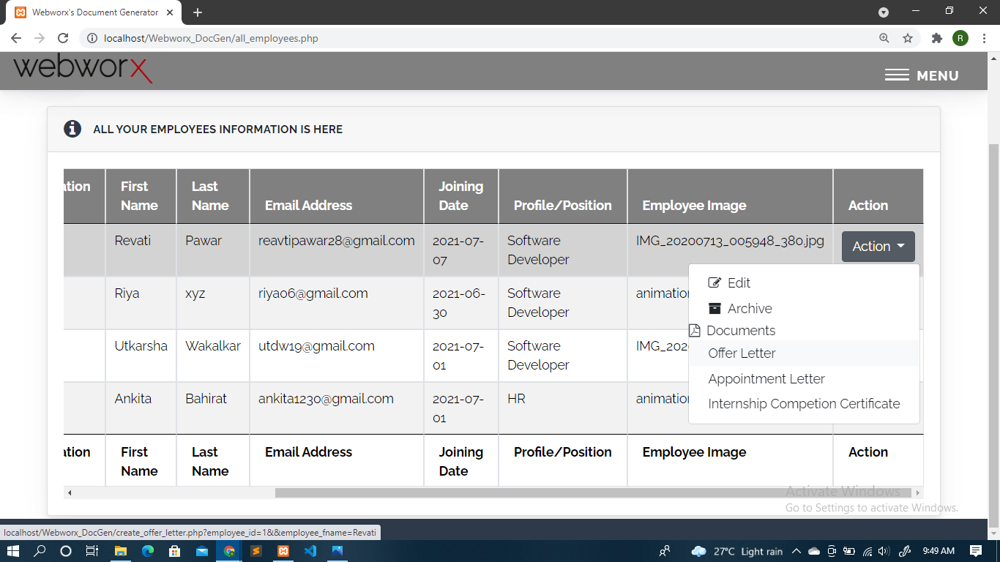 Webworx's Document Generator
localhost/Webworx_DocGen/all_employees.php
R
webworx
MENU
ALL YOUR EMPLOYEES INFORMATION IS HERE
ation First Name Last Name Email Address Joining Date Profile/Position Employee Image Action
Revati Pawar reavtipawar28@gmail.com 2021-07-07 Software Developer IMG_20200713_005948_380.jpg Action
Riya xyz riya06@gmail.com 2021-06-30 Software Developer animation
Utkarsha Wakalkar utdw19@gmail.com 2021-07-01 Software Developer IMG_202
Ankita Bahirat ankita1230@gmail.com 2021-07-01 HR animation
Edit
Archive
Documents
Offer Letter
Appointment Letter
Internship Competion Certificate
ation First Name Last Name Email Address Joining Date Profile/Position Employee Image Action
Activate Windows
Go to Settings to activate Windows.
localhost/Webworx_DocGen/create_offer_letter.php?employee_id=1&&employee_fname=Revati
27°C Light rain
9:49 AM